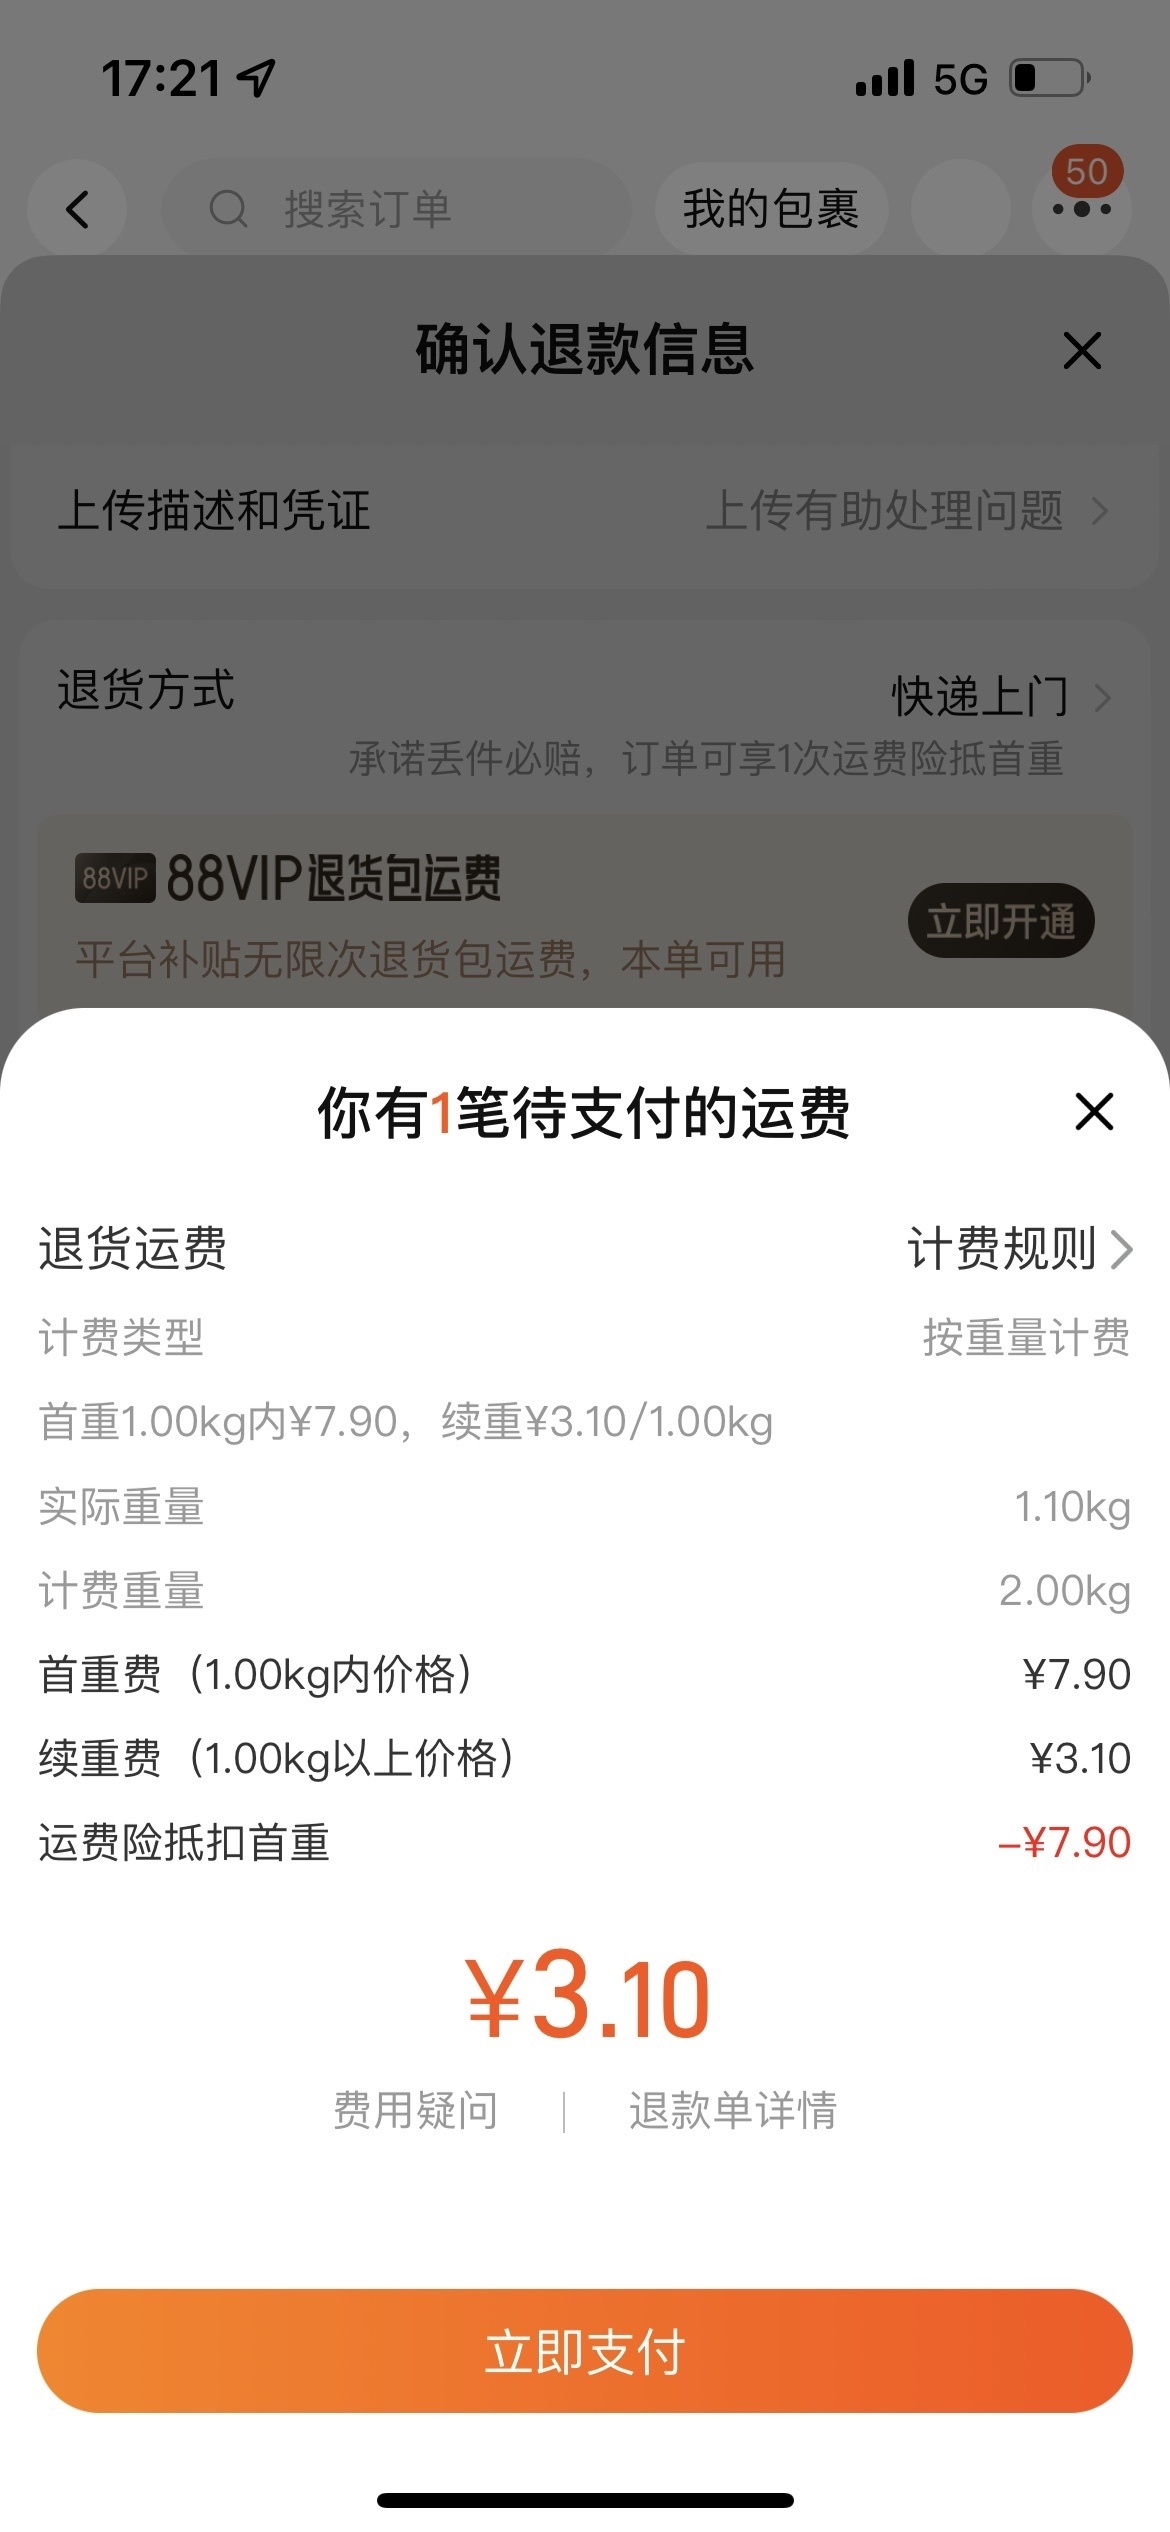 17:21
5G
搜索订单
我的包裹
50
确认退款信息
上传描述和凭证
上传有助处理问题
退货方式
快递上门
承诺丢件必赔，订单可享1次运费险抵首重
88VIP 88VIP退货包运费
平台补贴无限次退货包运费，本单可用
立即开通
你有1笔待支付的运费
退货运费
计费规则
计费类型
按重量计费
首重1.00kg内¥7.90，续重¥3.10/1.00kg
实际重量
1.10kg
计费重量
2.00kg
首重费（1.00kg内价格）
¥7.90
续重费（1.00kg以上价格）
¥3.10
运费险抵扣首重
-¥7.90
¥3.10
费用疑问
退款单详情
立即支付